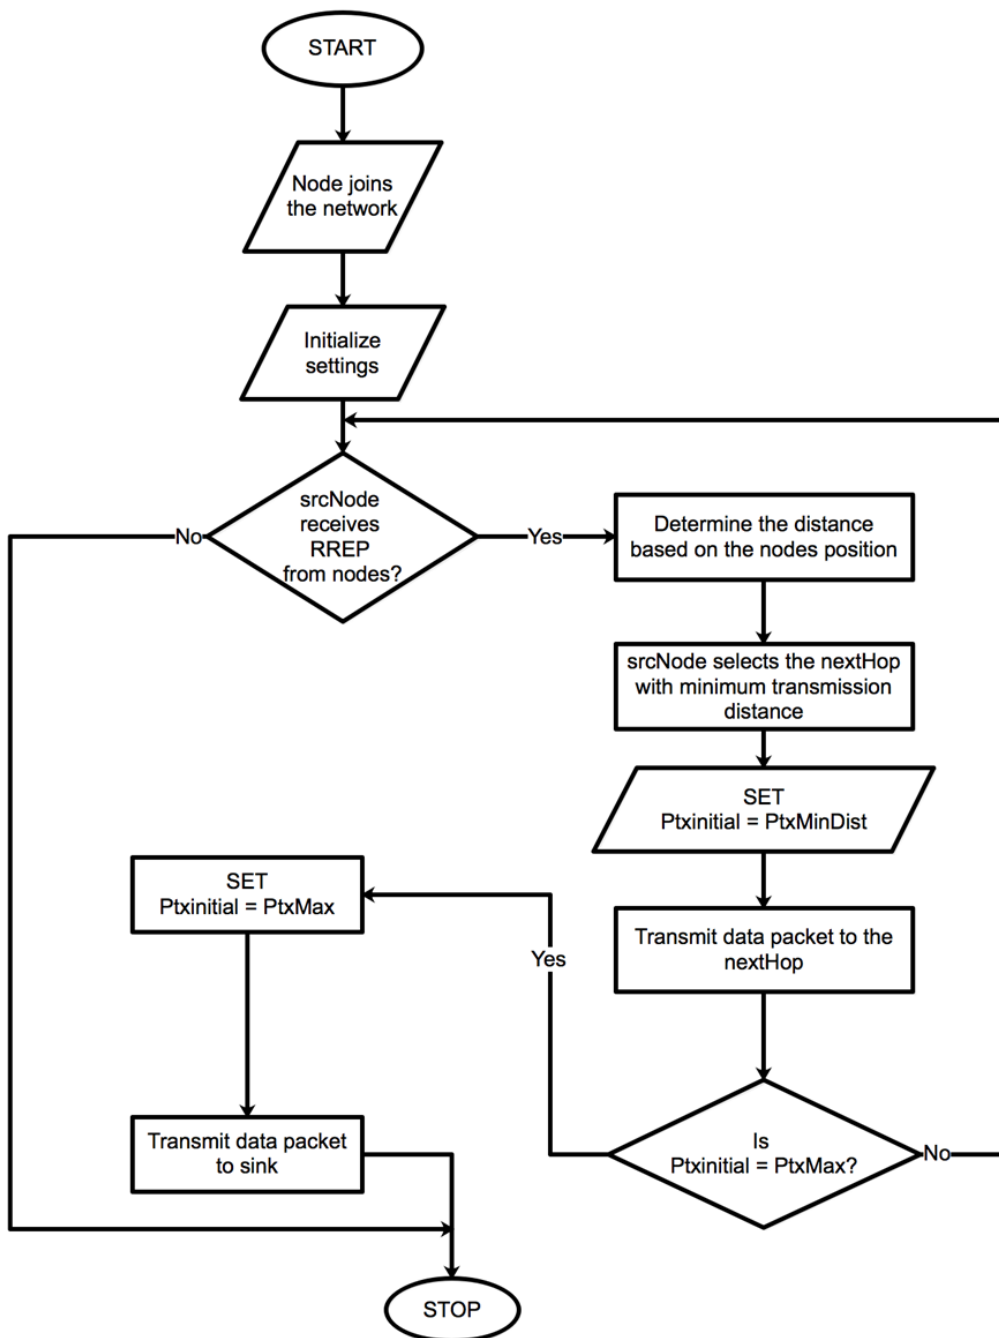 START
Node joins
the network
Initialize
settings
srcNode
receives
RREP
from nodes?
No
Yes
Determine the distance
based on the nodes position
srcNode selects the nextHop
with minimum transmission
distance
SET
Ptxinitial = PtxMinDist
Transmit data packet to the
nextHop
Is
Ptxinitial = PtxMax?
No
Yes
SET
Ptxinitial = PtxMax
Transmit data packet
to sink
STOP